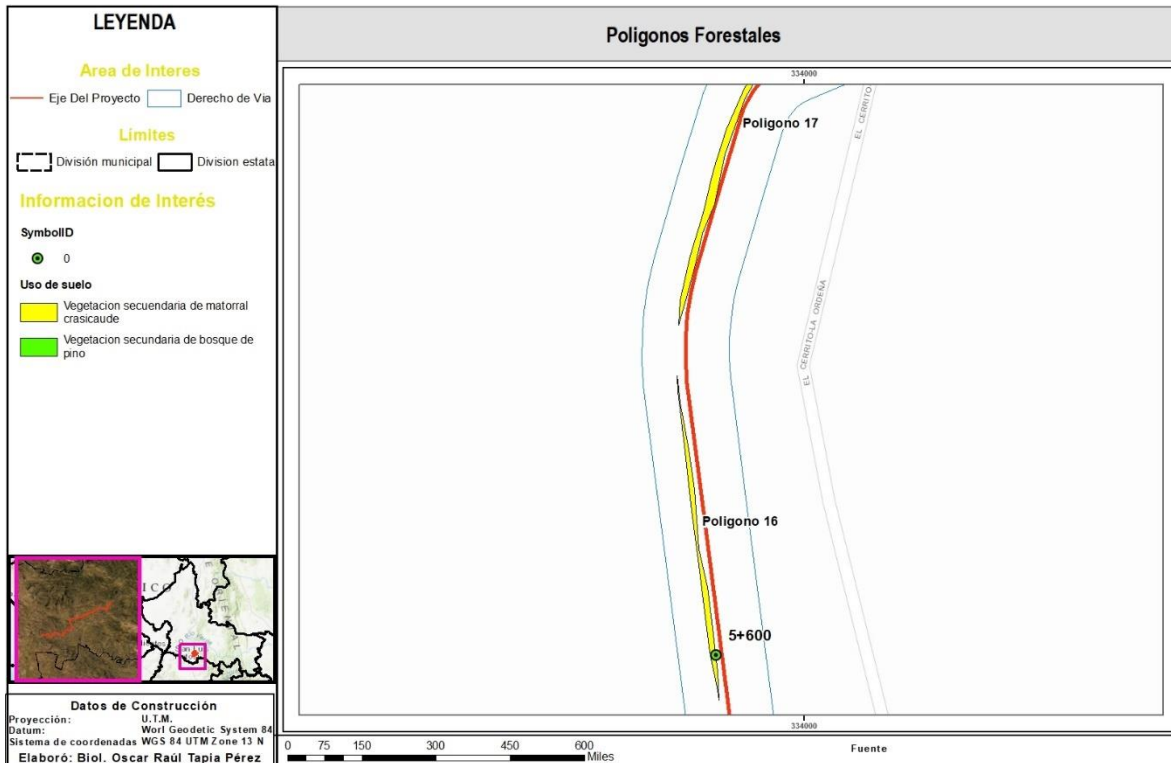 LEYENDA
Area de Interes
Eje Del Proyecto
Derecho de Via
Límites
División municipal
Division estata
Informacion de Interés
SymbolID
0
Uso de suelo
Vegetacion secuendaria de matorral
crasicaude
Vegetacion secundaria de bosque de
pino
Datos de Construcción
Proyección: U.T.M.
Datum: Worl Geodetic System 84
Sistema de coordenadas WGS 84 UTM Zone 13 N
Elaboró: Biol. Oscar Raúl Tapia Pérez
Poligonos Forestales
334000
Poligono 17
EL CERRITO
EL CERRITO-LA ORDEÑA
Poligono 16
5+600
334000
0 75 150 300 450 600
Miles
Fuente